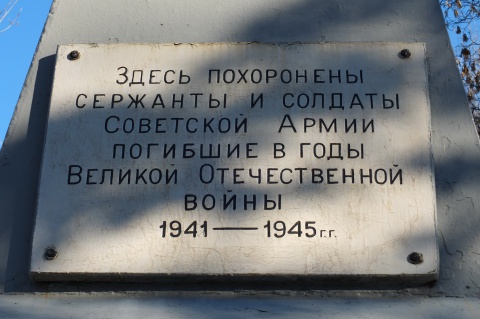 Здесь похоронены
сержанты и солдаты
Советской Армии
погибшие в годы
Великой Отечественной
войны
1941 — 1945 г.г.